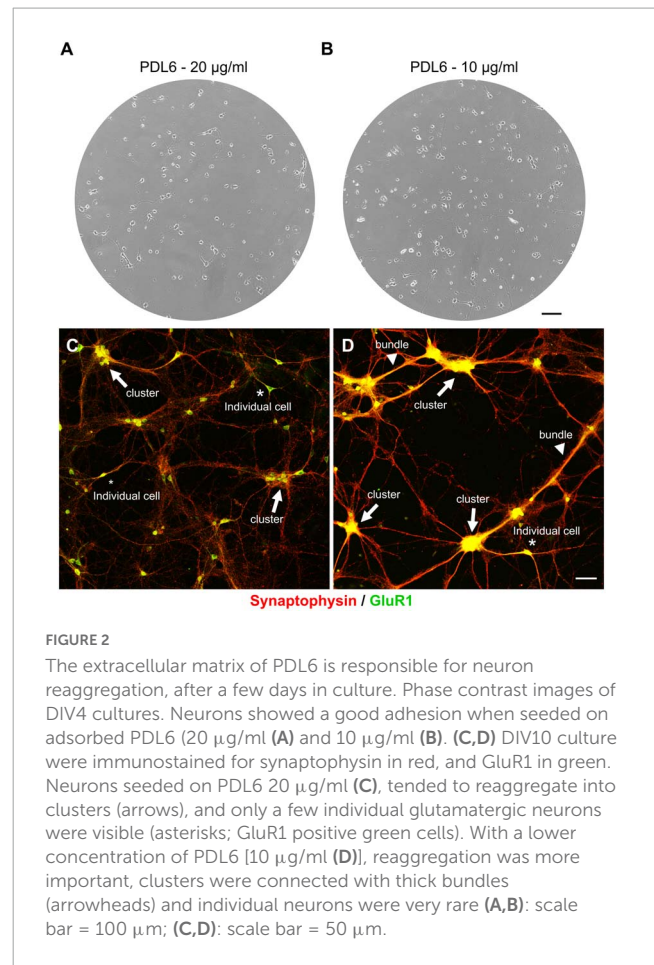 A
B
PDL6 - 20 µg/ml
PDL6 - 10 µg/ml
C
cluster
*
Individual cell
*
Individual cell
cluster
D
bundle
cluster
bundle
cluster
cluster
Individual cell
*
Synaptophysin / GluR1
FIGURE 2
The extracellular matrix of PDL6 is responsible for neuron
reaggregation, after a few days in culture. Phase contrast images of
DIV4 cultures. Neurons showed a good adhesion when seeded on
adsorbed PDL6 (20 µg/ml (A) and 10 µg/ml (B). (C,D) DIV10 culture
were immunostained for synaptophysin in red, and GluR1 in green.
Neurons seeded on PDL6 20 µg/ml (C), tended to reaggregate into
clusters (arrows), and only a few individual glutamatergic neurons
were visible (asterisks; GluR1 positive green cells). With a lower
concentration of PDL6 [10 µg/ml (D)], reaggregation was more
important, clusters were connected with thick bundles
(arrowheads) and individual neurons were very rare (A,B): scale
bar = 100 µm; (C,D): scale bar = 50 µm.